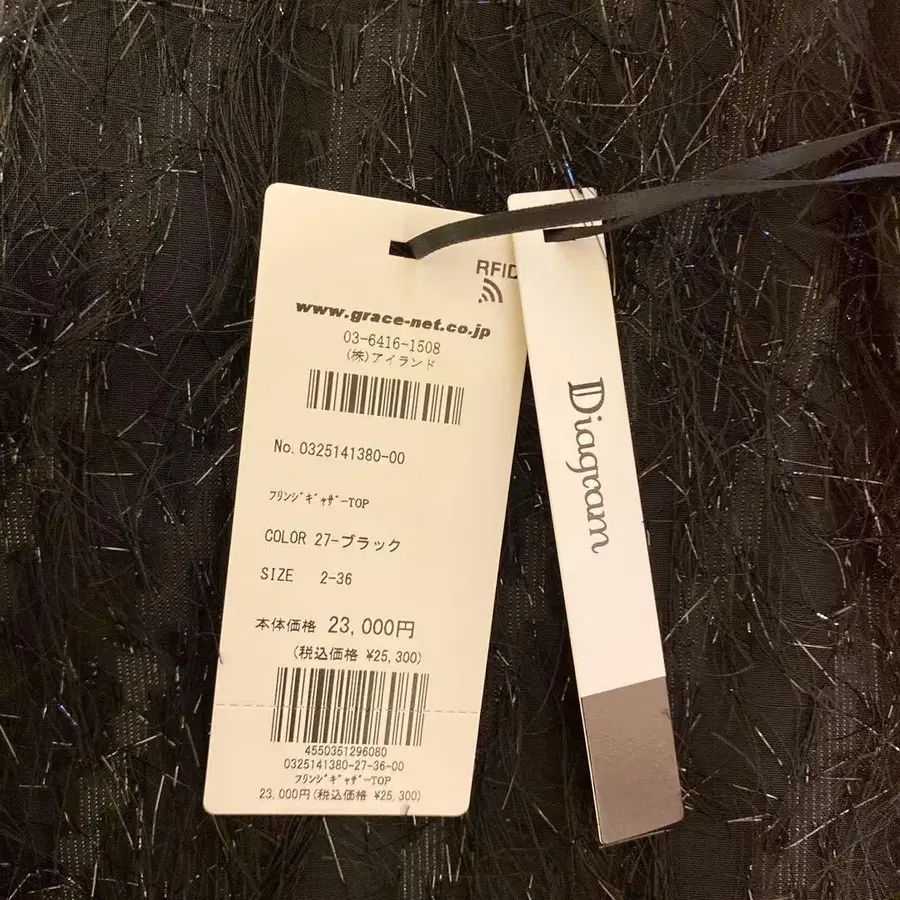 RFID
www.grace-net.co.jp
03-6416-1508
(株)アイランド
No. 0325141380-00
ﾌﾘﾝｼﾞｷﾞｬｻﾞｰTOP
COLOR 27-ブラック
SIZE 2-36
本体価格 23,000円
(税込価格 ¥25,300)
4550351296080
0325141380-27-36-00
ﾌﾘﾝｼﾞｷﾞｬｻﾞｰTOP
23,000円(税込価格 ¥25,300)
Diagram